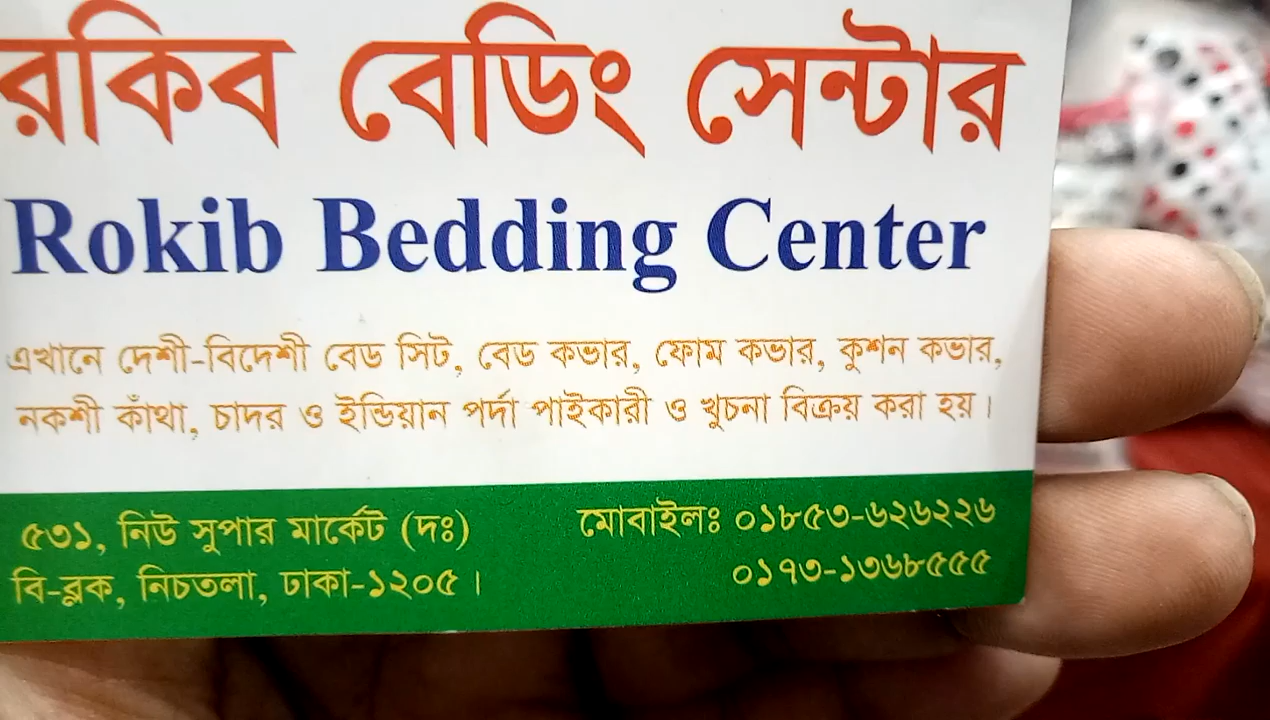 রকিব বেডিং সেন্টার
Rokib Bedding Center
এখানে দেশী-বিদেশী বেড সিট, বেড কভার, ফোম কভার, কুশন কভার,
নকশী কাঁথা, চাদর ও ইন্ডিয়ান পর্দা পাইকারী ও খুচনা বিক্রয় করা হয়।
৫৩১, নিউ সুপার মার্কেট (দঃ)
বি-ব্লক, নিচতলা, ঢাকা-১২০৫।
মোবাইলঃ ০১৮৫৩-৬২৬২২৬
০১৭৩-১৩৬৮৫৫৫